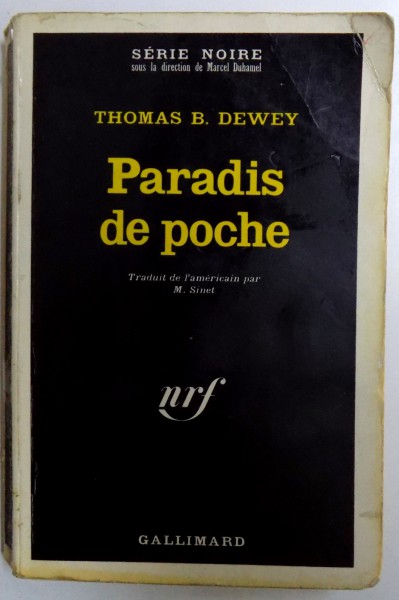 SÉRIE NOIRE
sous la direction de Marcel Duhamel
THOMAS B. DEWEY
Paradis
de poche
Traduit de l'américain par
M. Sinet
nrf
GALLIMARD